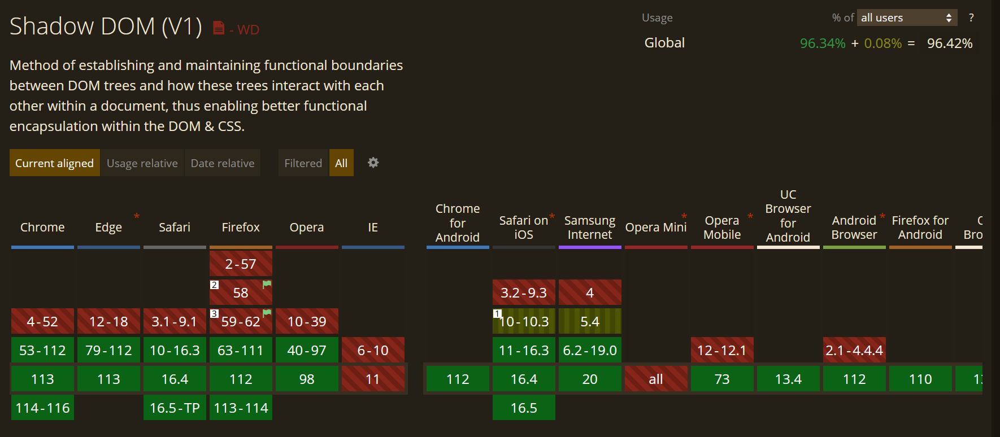 Shadow DOM (V1) - WD
Usage % of all users ?
Global 96.34% + 0.08% = 96.42%
Method of establishing and maintaining functional boundaries
between DOM trees and how these trees interact with each
other within a document, thus enabling better functional
encapsulation within the DOM & CSS.
Current aligned Usage relative Date relative Filtered All
Chrome Edge * Safari Firefox Opera IE
Chrome for Android
Safari on iOS *
Samsung Internet
Opera Mini *
Opera Mobile *
UC Browser for Android
Android Browser *
Firefox for Android
2-57
2 58
3.2-9.3 4
4-52 12-18 3.1-9.1 3 59-62 10-39 1 10-10.3 5.4
53-112 79-112 10-16.3 63-111 40-97 6-10 11-16.3 6.2-19.0 12-12.1 2.1-4.4.4
113 113 16.4 112 98 11 112 16.4 20 all 73 13.4 112 110
114-116 16.5-TP 113-114 16.5